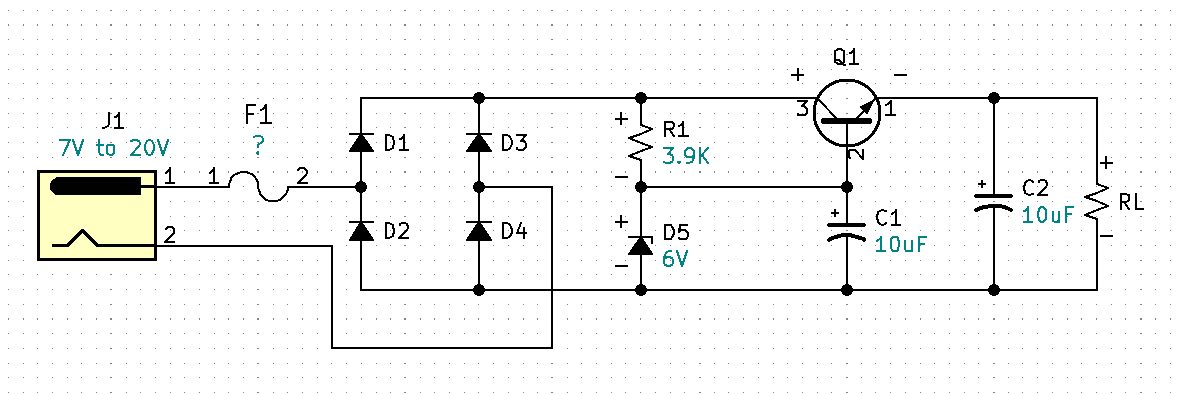 J1
7V to 20V
1
2
F1
?
1
2
D1
D2
D3
D4
+
R1
3.9K
-
+
D5
6V
-
Q1
+
-
3
1
2
+
C1
10uF
+
C2
10uF
+
RL
-